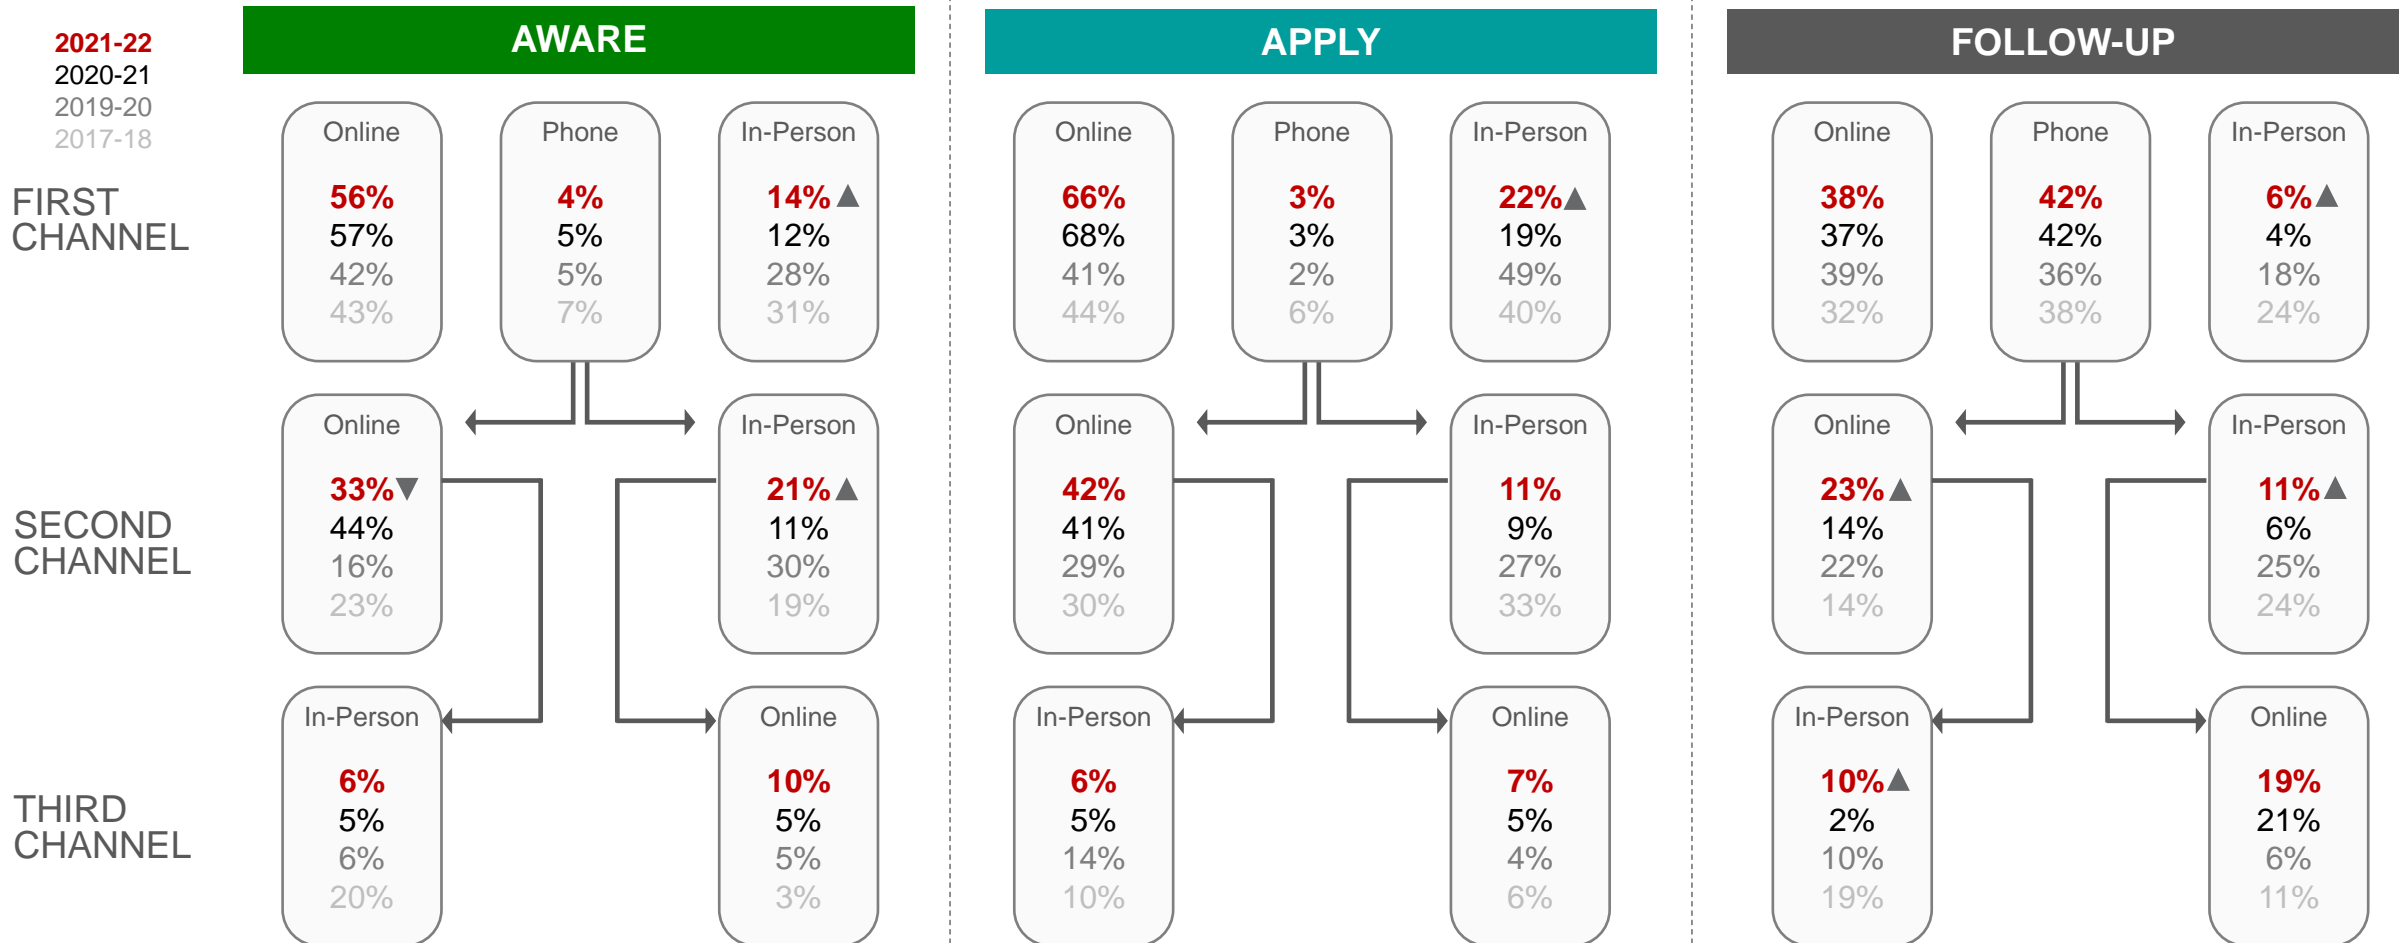 2021-22
2020-21
2019-20
2017-18
AWARE
APPLY
FOLLOW-UP
FIRST
CHANNEL
Online
56%
57%
42%
43%
Phone
4%
5%
5%
7%
In-Person
14% ▲
12%
28%
31%
Online
66%
68%
41%
44%
Phone
3%
3%
2%
6%
In-Person
22% ▲
19%
49%
40%
Online
38%
37%
39%
32%
Phone
42%
42%
36%
38%
In-Person
6% ▲
4%
18%
24%
SECOND
CHANNEL
Online
33% ▼
44%
16%
23%
In-Person
21% ▲
11%
30%
19%
Online
42%
41%
29%
30%
In-Person
11%
9%
27%
33%
Online
23% ▲
14%
22%
14%
In-Person
11% ▲
6%
25%
24%
THIRD
CHANNEL
In-Person
6%
5%
6%
20%
Online
10%
5%
5%
3%
In-Person
6%
5%
14%
10%
Online
7%
5%
4%
6%
In-Person
10% ▲
2%
10%
19%
Online
19%
21%
6%
11%